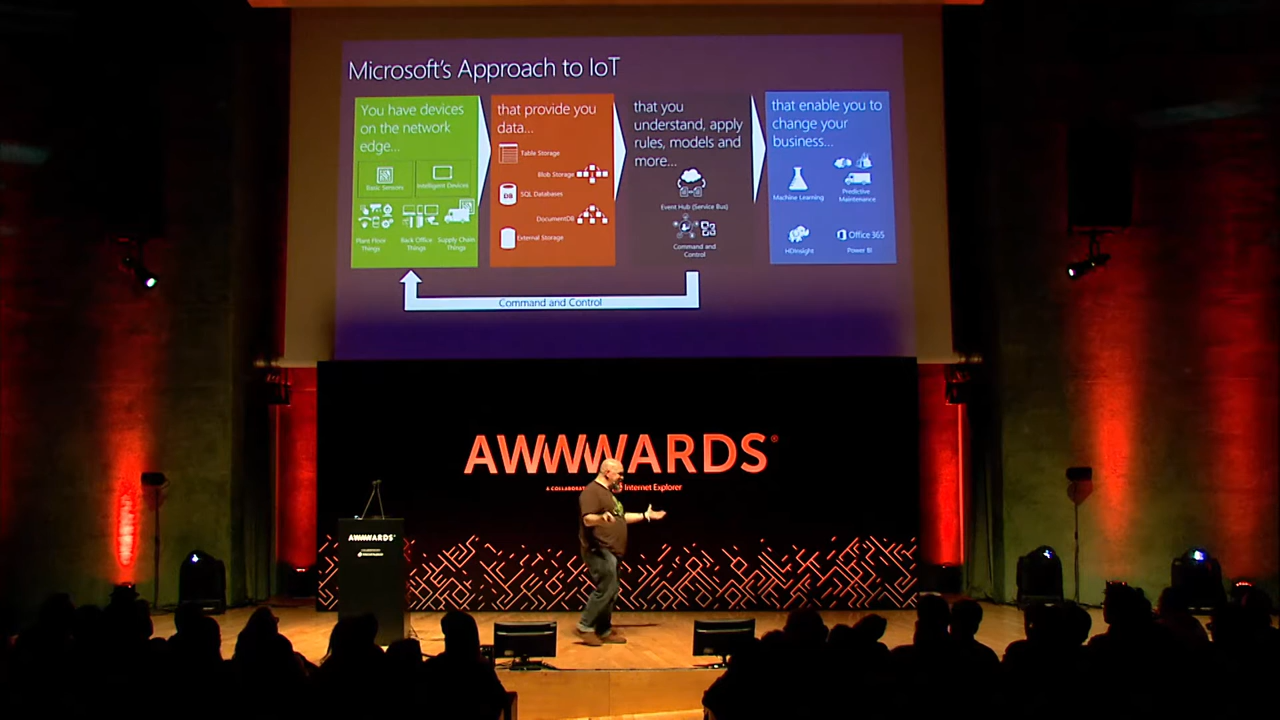 Microsoft's Approach to IoT
You have devices
on the network
edge...
Basic Sensors
Intelligent Devices
Plant Floor
Things
Back Office
Things
Supply Chain
Things
that provide you
data...
Table Storage
Blob Storage
DB
SQL Databases
DocumentDB
External Storage
that you
understand, apply
rules, models and
more...
Event Hub (Service Bus)
Command and
Control
that enable you to
change your
business...
Machine Learning
Predictive
Maintenance
HDInsight
Office 365
Power BI
Command and Control
AWWWARDS®
Internet Explorer
AWWWARDS®